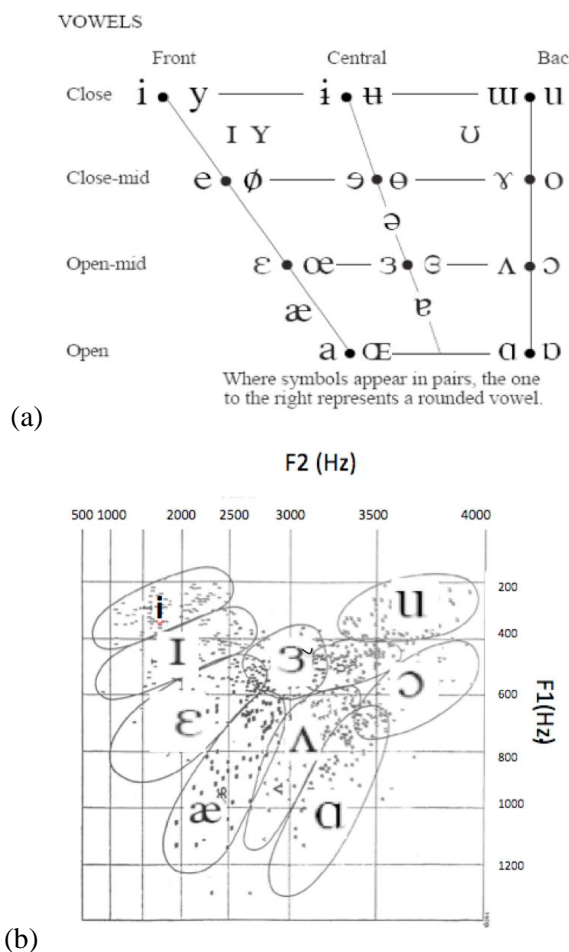 VOWELS
Front Central Bac
Close i y ɨ ʉ ɯ u
ɪ ʏ ʊ
Close-mid e ø ɘ ɵ ɤ o
ə
Open-mid ɛ œ ɜ ɞ ʌ ɔ
æ ɐ
Open a ɶ ɑ ɒ
Where symbols appear in pairs, the one
to the right represents a rounded vowel.
(a)
F2 (Hz)
500 1000 2000 2500 3000 3500 4000
200
i u
400
ɪ ɝ
600
ɔ
F1(Hz)
ɛ ʌ
800
æ
æ ɑ
1000
1200
(b)